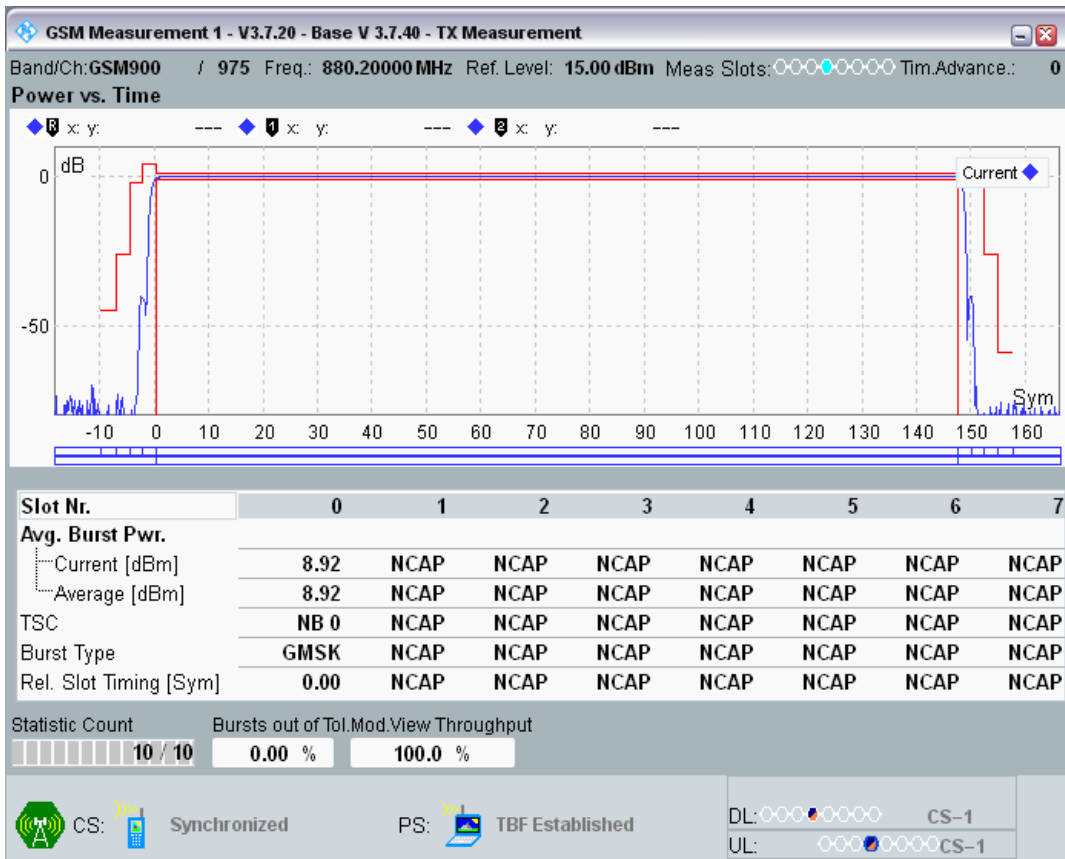 GSM Measurement 1 - V3.7.20 - Base V 3.7.40 - TX Measurement
Band/Ch:GSM900 / 975 Freq.: 880.20000 MHz Ref. Level: 15.00 dBm Meas Slots: Tim.Advance.: 0
Power vs. Time
R x: y: --- 1 x: y: --- 2 x: y: ---
dB
Current
0
-50
Sym
-10 0 10 20 30 40 50 60 70 80 90 100 110 120 130 140 150 160
Slot Nr. 0 1 2 3 4 5 6 7
Avg. Burst Pwr.
Current [dBm] 8.92 NCAP NCAP NCAP NCAP NCAP NCAP NCAP
Average [dBm] 8.92 NCAP NCAP NCAP NCAP NCAP NCAP NCAP
TSC NB 0 NCAP NCAP NCAP NCAP NCAP NCAP NCAP
Burst Type GMSK NCAP NCAP NCAP NCAP NCAP NCAP NCAP
Rel. Slot Timing [Sym] 0.00 NCAP NCAP NCAP NCAP NCAP NCAP NCAP
Statistic Count Bursts out of Tol.Mod.View Throughput
10 / 10 0.00 % 100.0 %
CS: Synchronized PS: TBF Established
DL: CS-1
UL: CS-1